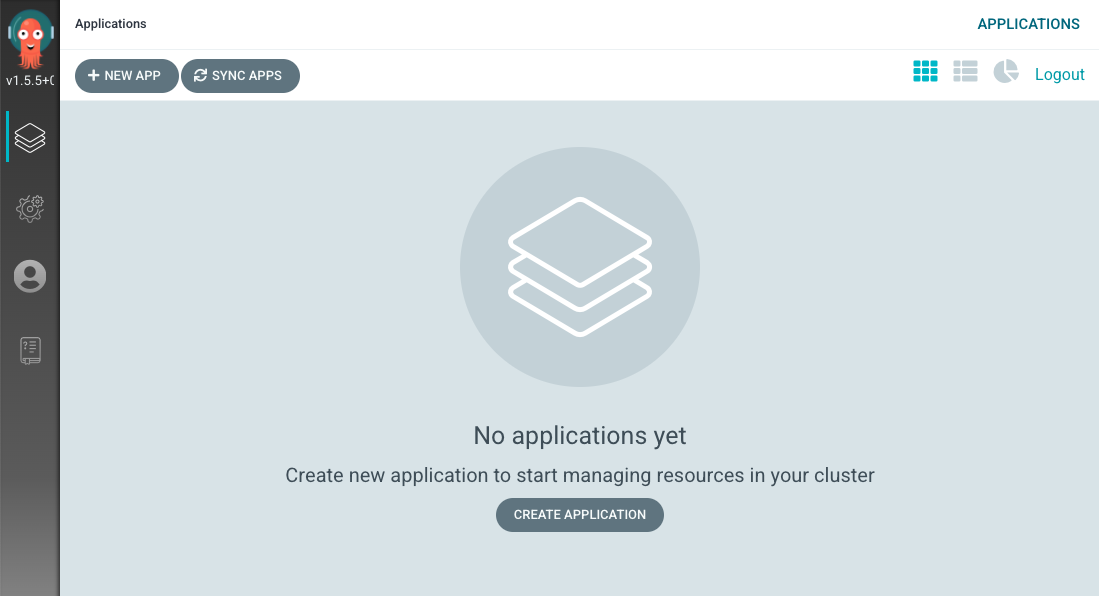 Applications
APPLICATIONS
v1.5.5+0
NEW APP
SYNC APPS
Logout
No applications yet
Create new application to start managing resources in your cluster
CREATE APPLICATION